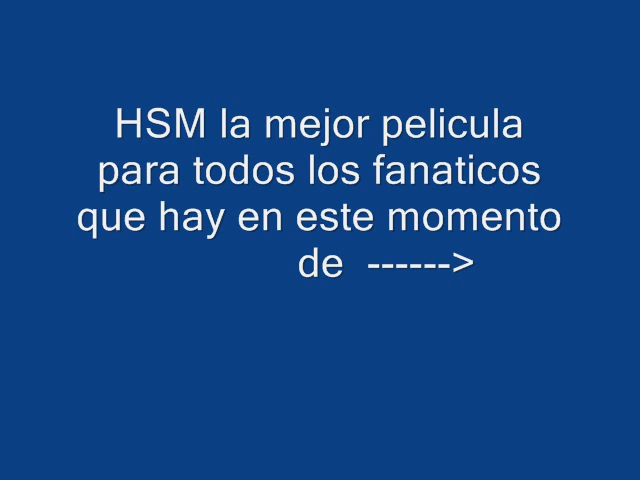 HSM la mejor pelicula
para todos los fanaticos
que hay en este momento
de ------>